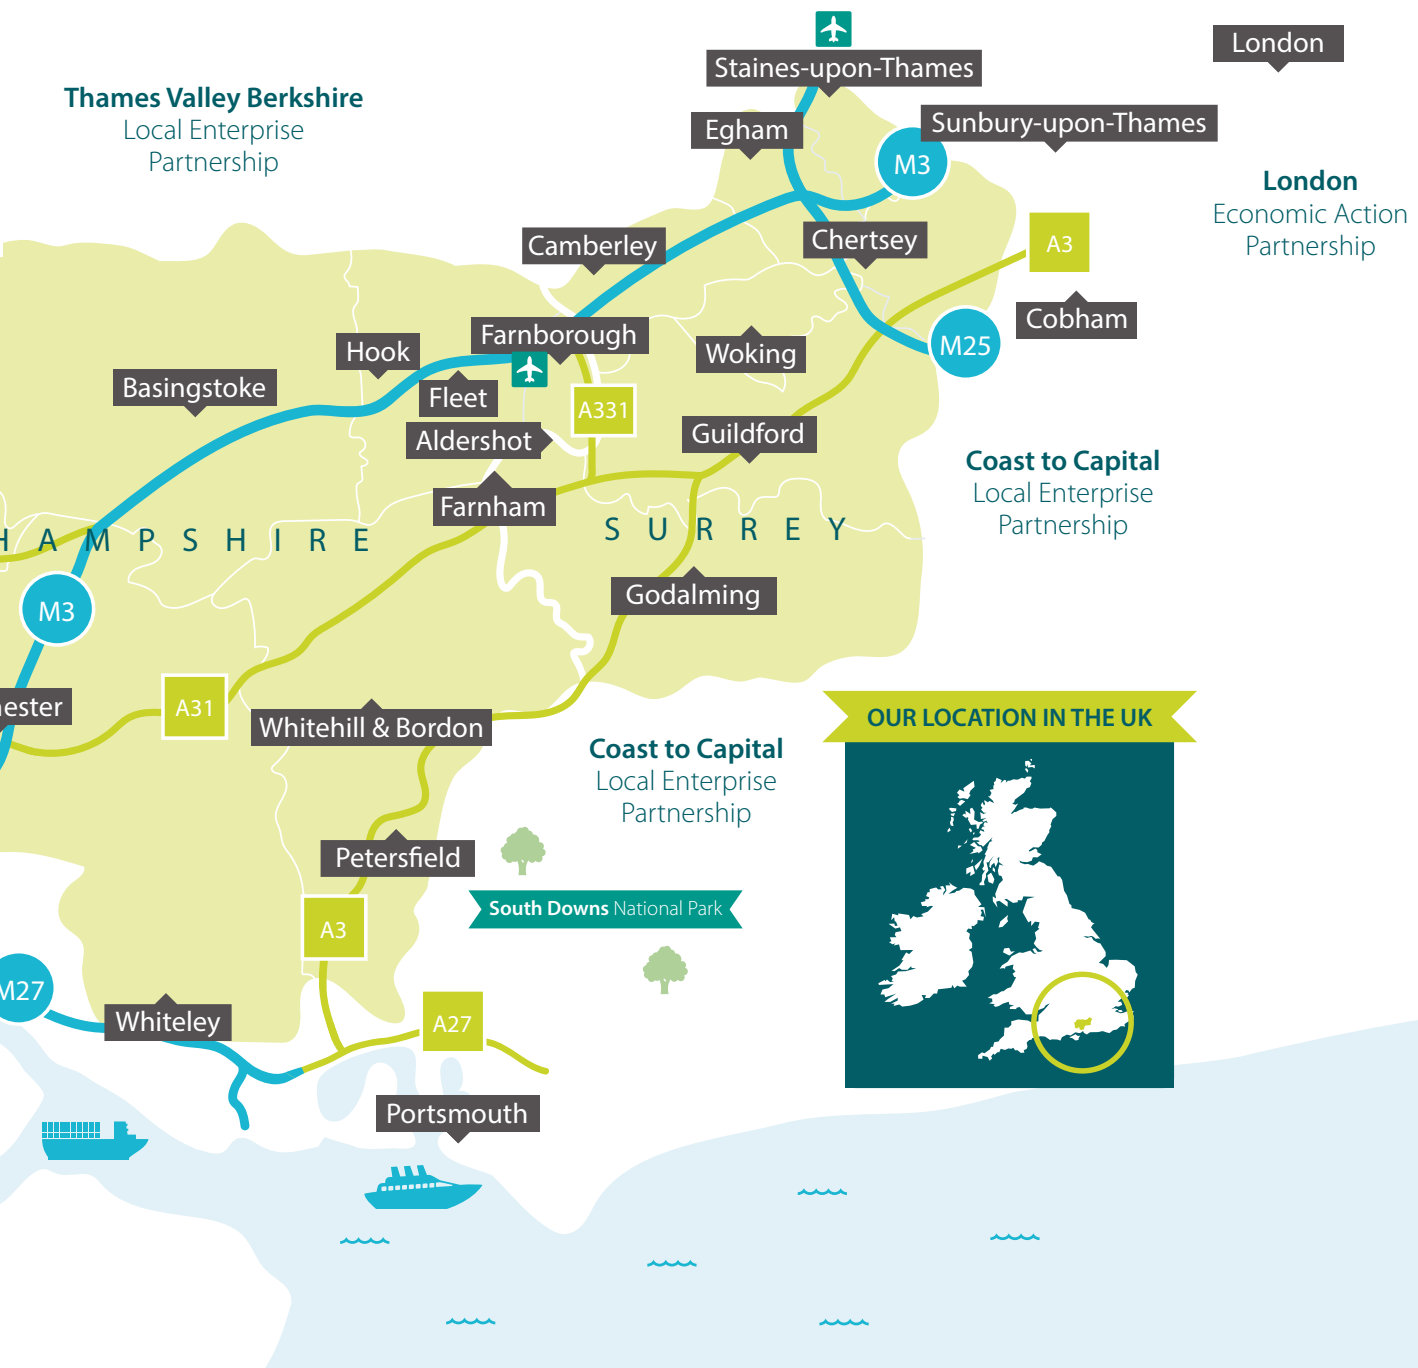 London
Staines-upon-Thames
Thames Valley Berkshire
Local Enterprise
Partnership
Egham
Sunbury-upon-Thames
M3
London
Economic Action
Partnership
Camberley
Chertsey
A3
Cobham
Farnborough
Hook
Woking
M25
Basingstoke
Fleet
A331
Aldershot
Guildford
Coast to Capital
Local Enterprise
Partnership
Farnham
HAMPSHIRE
SURREY
Godalming
M3
ester
A31
Whitehill & Bordon
OUR LOCATION IN THE UK
Coast to Capital
Local Enterprise
Partnership
Petersfield
South Downs National Park
A3
M27
Whiteley
A27
Portsmouth